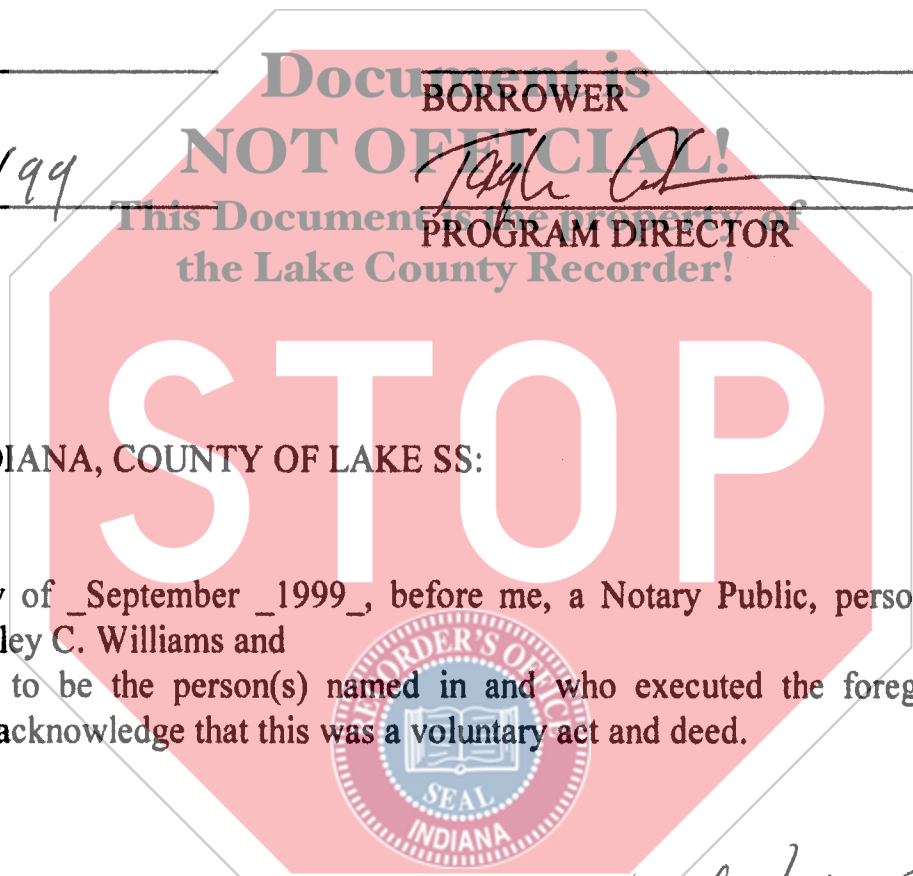 Document is
BORROWER
NOT OFFICIAL!
/99
This Document is the property of
PROGRAM DIRECTOR
the Lake County Recorder!
STOP
DIANA, COUNTY OF LAKE SS:
of _September _1999_, before me, a Notary Public, perso
ley C. Williams and
to be the person(s) named in and who executed the foreg
acknowledge that this was a voluntary act and deed.
RECORDER'S OFFICE
SEAL
INDIANA